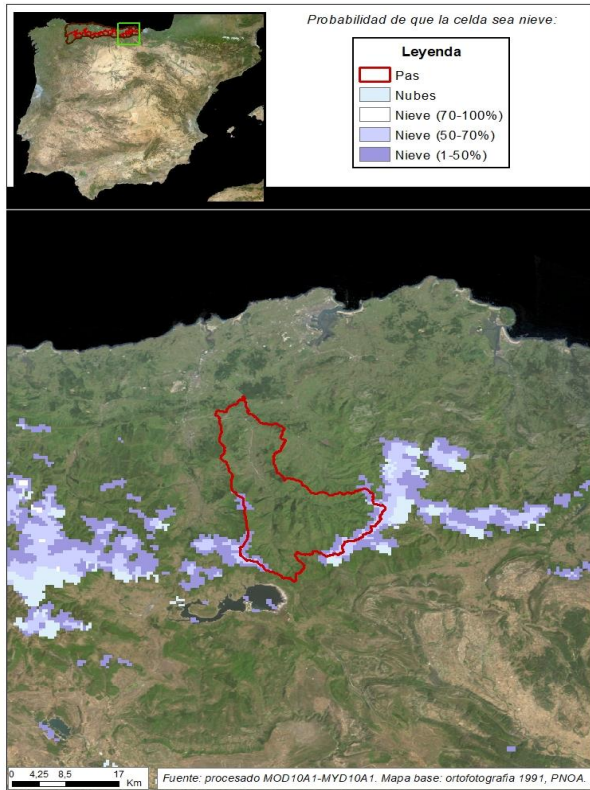 Probabilidad de que la celda sea nieve:
Leyenda
Pas
Nubes
Nieve (70-100%)
Nieve (50-70%)
Nieve (1-50%)
0 4,25 8,5 17
Km
Fuente: procesado MOD10A1-MYD10A1. Mapa base: ortofotografia 1991, PNOA.